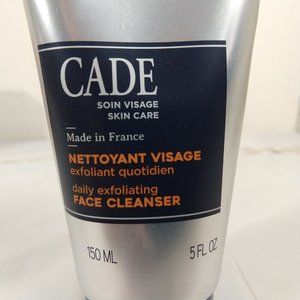 CADE
SOIN VISAGE
SKIN CARE
Made in France
NETTOYANT VISAGE
exfoliant quotidien
daily exfoliating
FACE CLEANSER
150 ML 5 FL. OZ